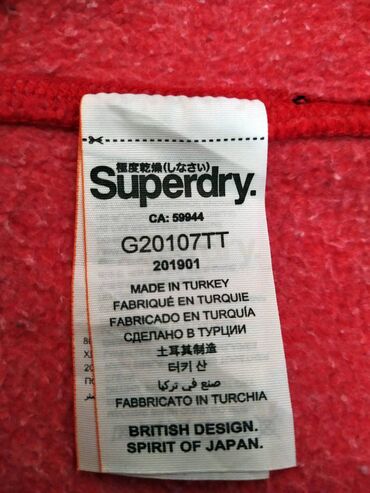 極度乾燥(しなさい)
Superdry.
CA: 59944
G20107TT
201901
MADE IN TURKEY
FABRIQUÉ EN TURQUIE
FABRICADO EN TURQUÍA
СДЕЛАНО В ТУРЦИИ
土耳其制造
터키 산
صنع في تركيا
FABBRICATO IN TURCHIA
BRITISH DESIGN.
SPIRIT OF JAPAN.